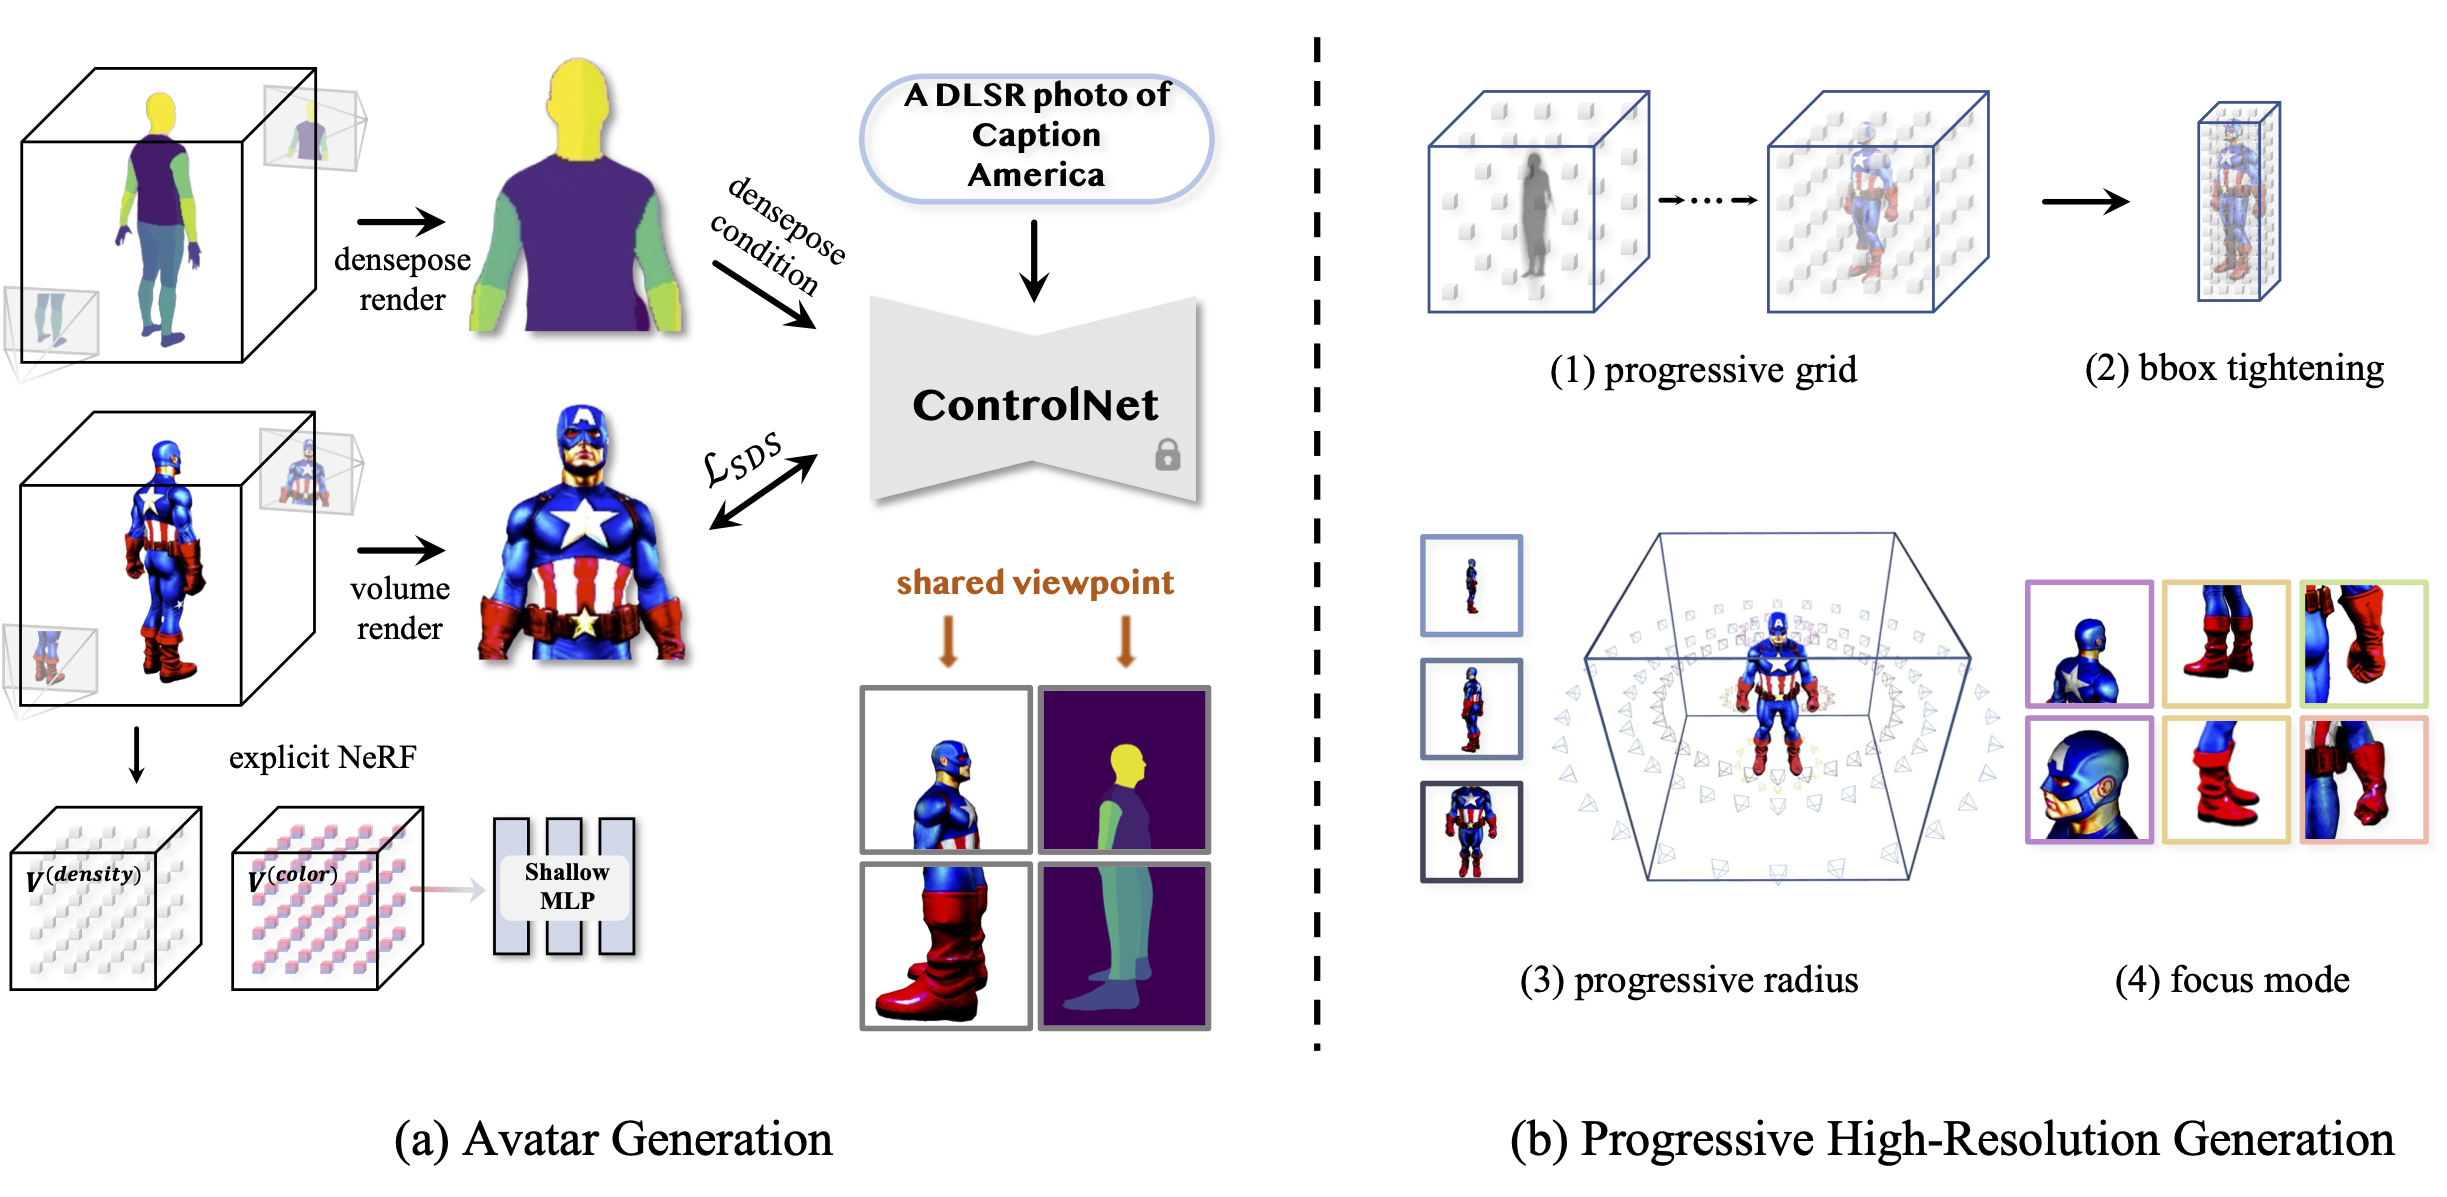 densepose
render
densepose
condition
A DLSR photo of
Caption
America
ControlNet
volume
render
ℒSDS
shared viewpoint
explicit NeRF
V(density)
V(color)
Shallow
MLP
(a) Avatar Generation
(1) progressive grid
(2) bbox tightening
(3) progressive radius
(4) focus mode
(b) Progressive High-Resolution Generation